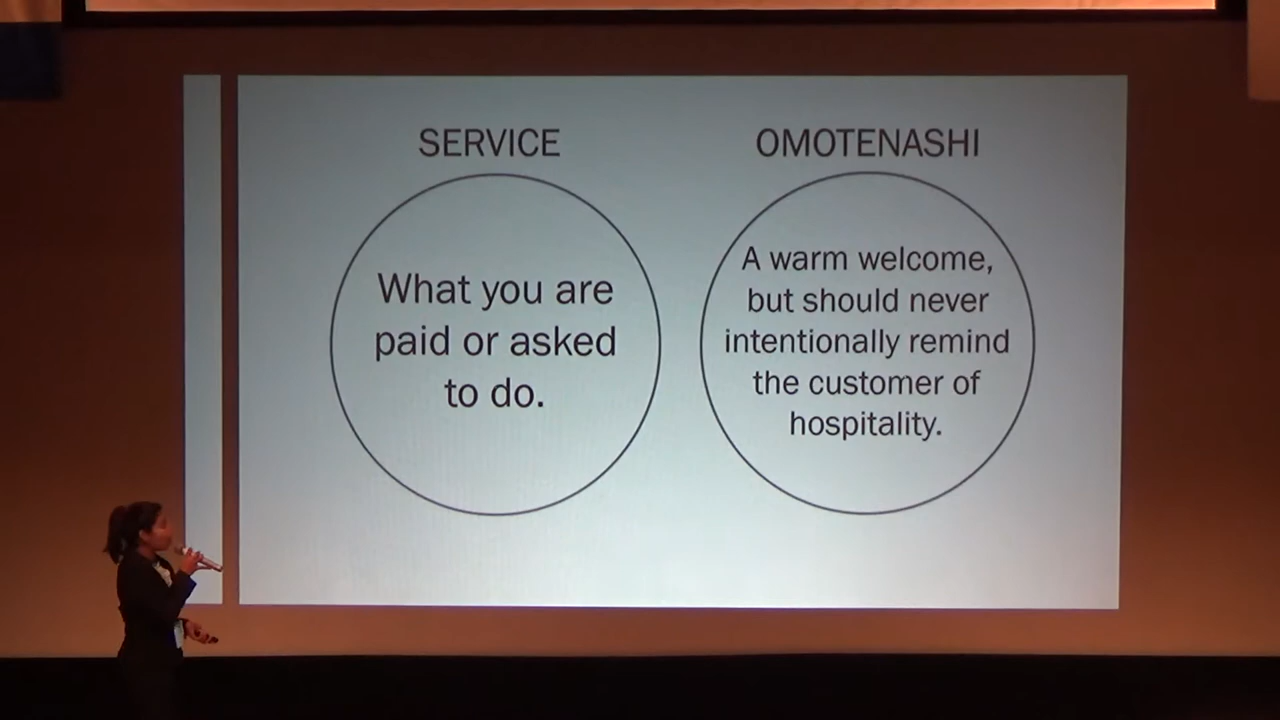 SERVICE
What you are
paid or asked
to do.
OMOTENASHI
A warm welcome,
but should never
intentionally remind
the customer of
hospitality.